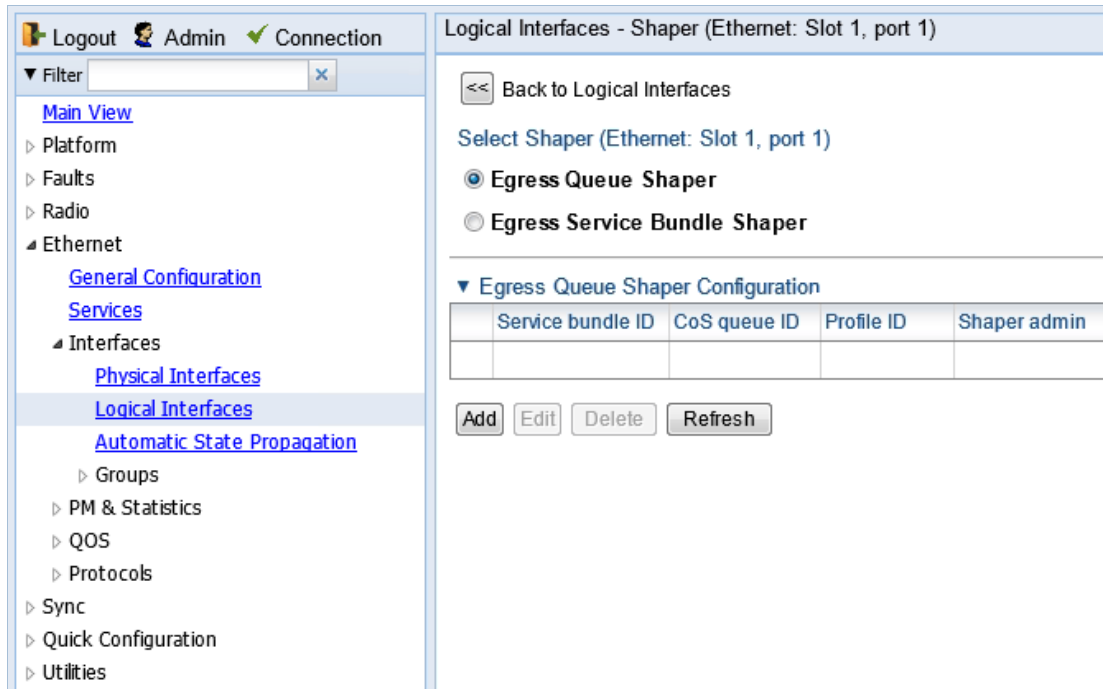 Logout Admin Connection
Filter
Main View
Platform
Faults
Radio
Ethernet
General Configuration
Services
Interfaces
Physical Interfaces
Logical Interfaces
Automatic State Propagation
Groups
PM & Statistics
QOS
Protocols
Sync
Quick Configuration
Utilities
Logical Interfaces - Shaper (Ethernet: Slot 1, port 1)
<< Back to Logical Interfaces
Select Shaper (Ethernet: Slot 1, port 1)
Egress Queue Shaper
Egress Service Bundle Shaper
Egress Queue Shaper Configuration
Service bundle ID CoS queue ID Profile ID Shaper admin
Add Edit Delete Refresh